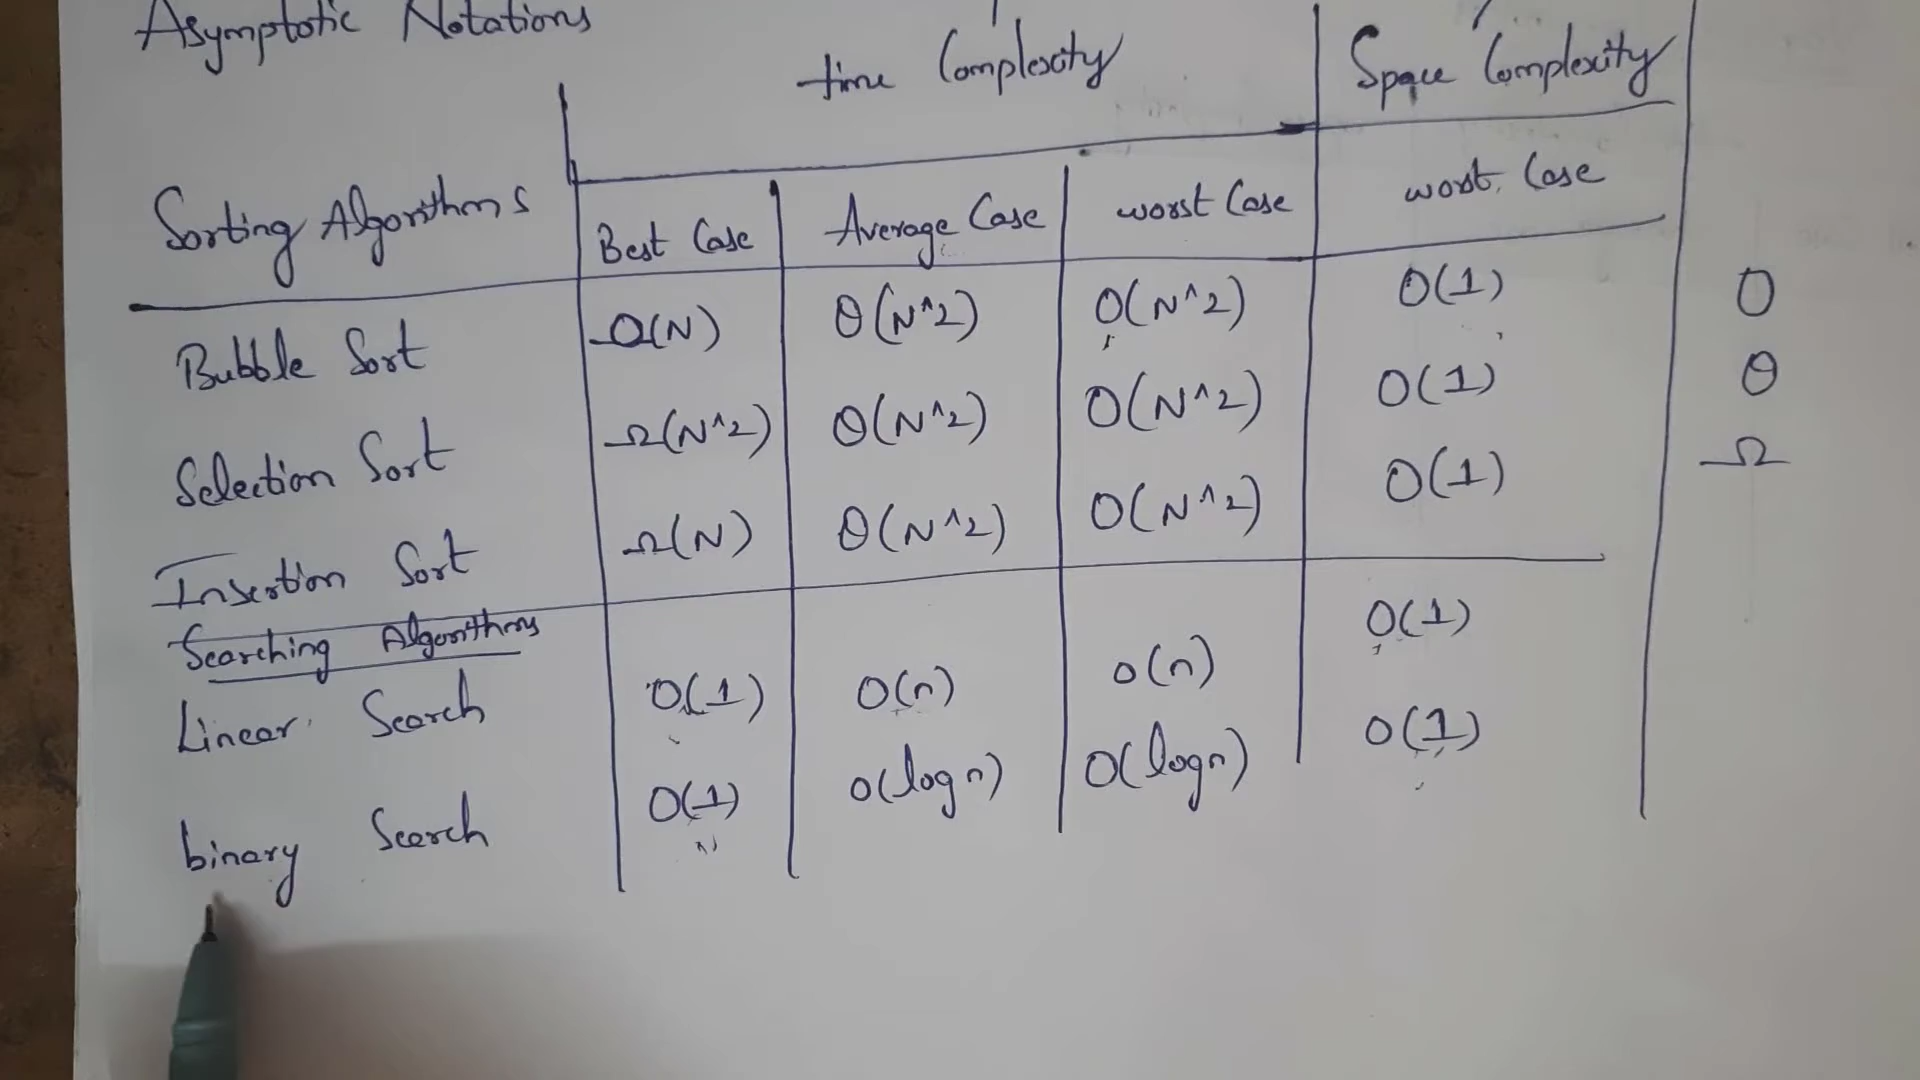 Asymptotic Notations
time Complexity Space Complexity
Sorting Algorithms Best Case Average Case worst Case worst Case
Bubble Sort Ω(N) θ(N^2) O(N^2) O(1) O
Selection Sort Ω(N^2) θ(N^2) O(N^2) O(1) θ
Insertion Sort Ω(N) θ(N^2) O(N^2) O(1) Ω
Searching Algorithms
Linear Search O(1) O(n) O(n) O(1)
binary Search O(1) O(log n) O(log n) O(1)